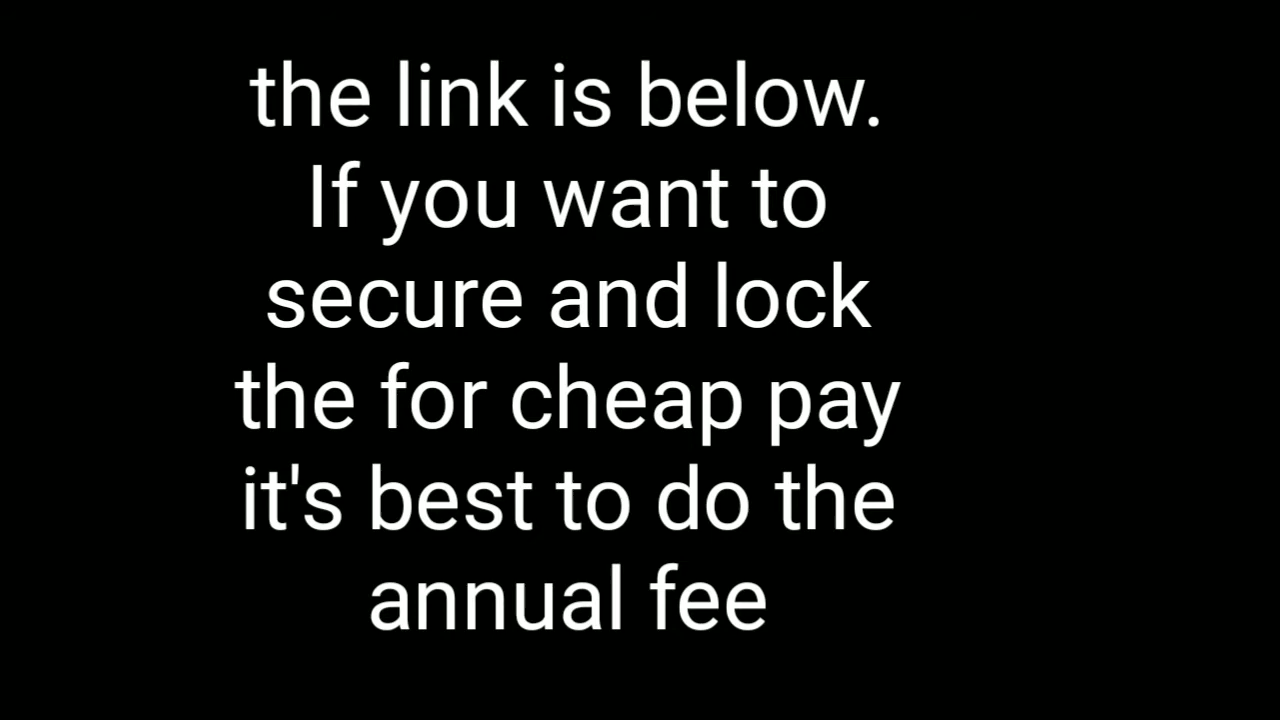 the link is below.
If you want to
secure and lock
the for cheap pay
it's best to do the
annual fee